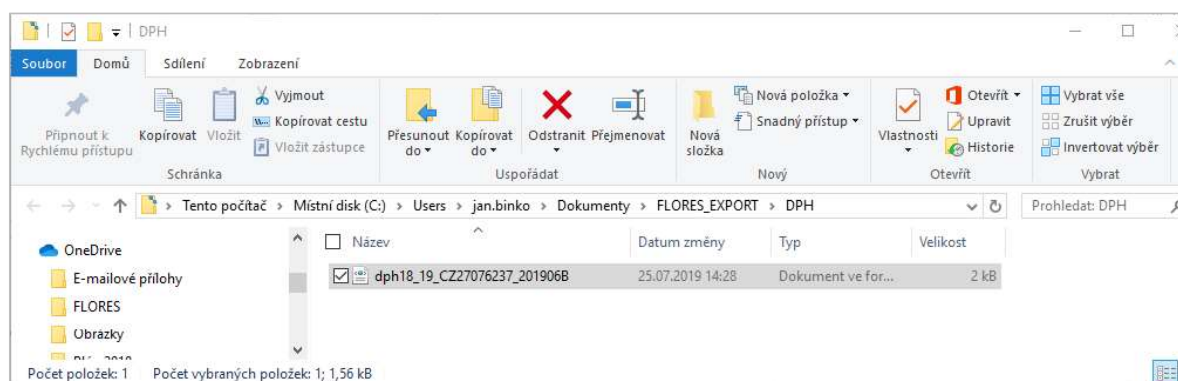 DPH
Soubor Domů Sdílení Zobrazení
Připnout k Rychlému přístupu
Kopírovat
Vložit
Vyjmout
Kopírovat cestu
Vložit zástupce
Schránka
Přesunout do
Kopírovat do
Odstranit
Přejmenovat
Uspořádat
Nová složka
Nová položka
Snadný přístup
Nový
Vlastnosti
Otevřít
Upravit
Historie
Otevřít
Vybrat vše
Zrušit výběr
Invertovat výběr
Vybrat
Tento počítač > Místní disk (C:) > Users > jan.binko > Dokumenty > FLORES_EXPORT > DPH
Prohledat: DPH
OneDrive
E-mailové přílohy
FLORES
Obrázky
Název Datum změny Typ Velikost
dph18_19_CZ27076237_201906B 25.07.2019 14:28 Dokument ve for... 2 kB
Počet položek: 1 Počet vybraných položek: 1; 1,56 kB